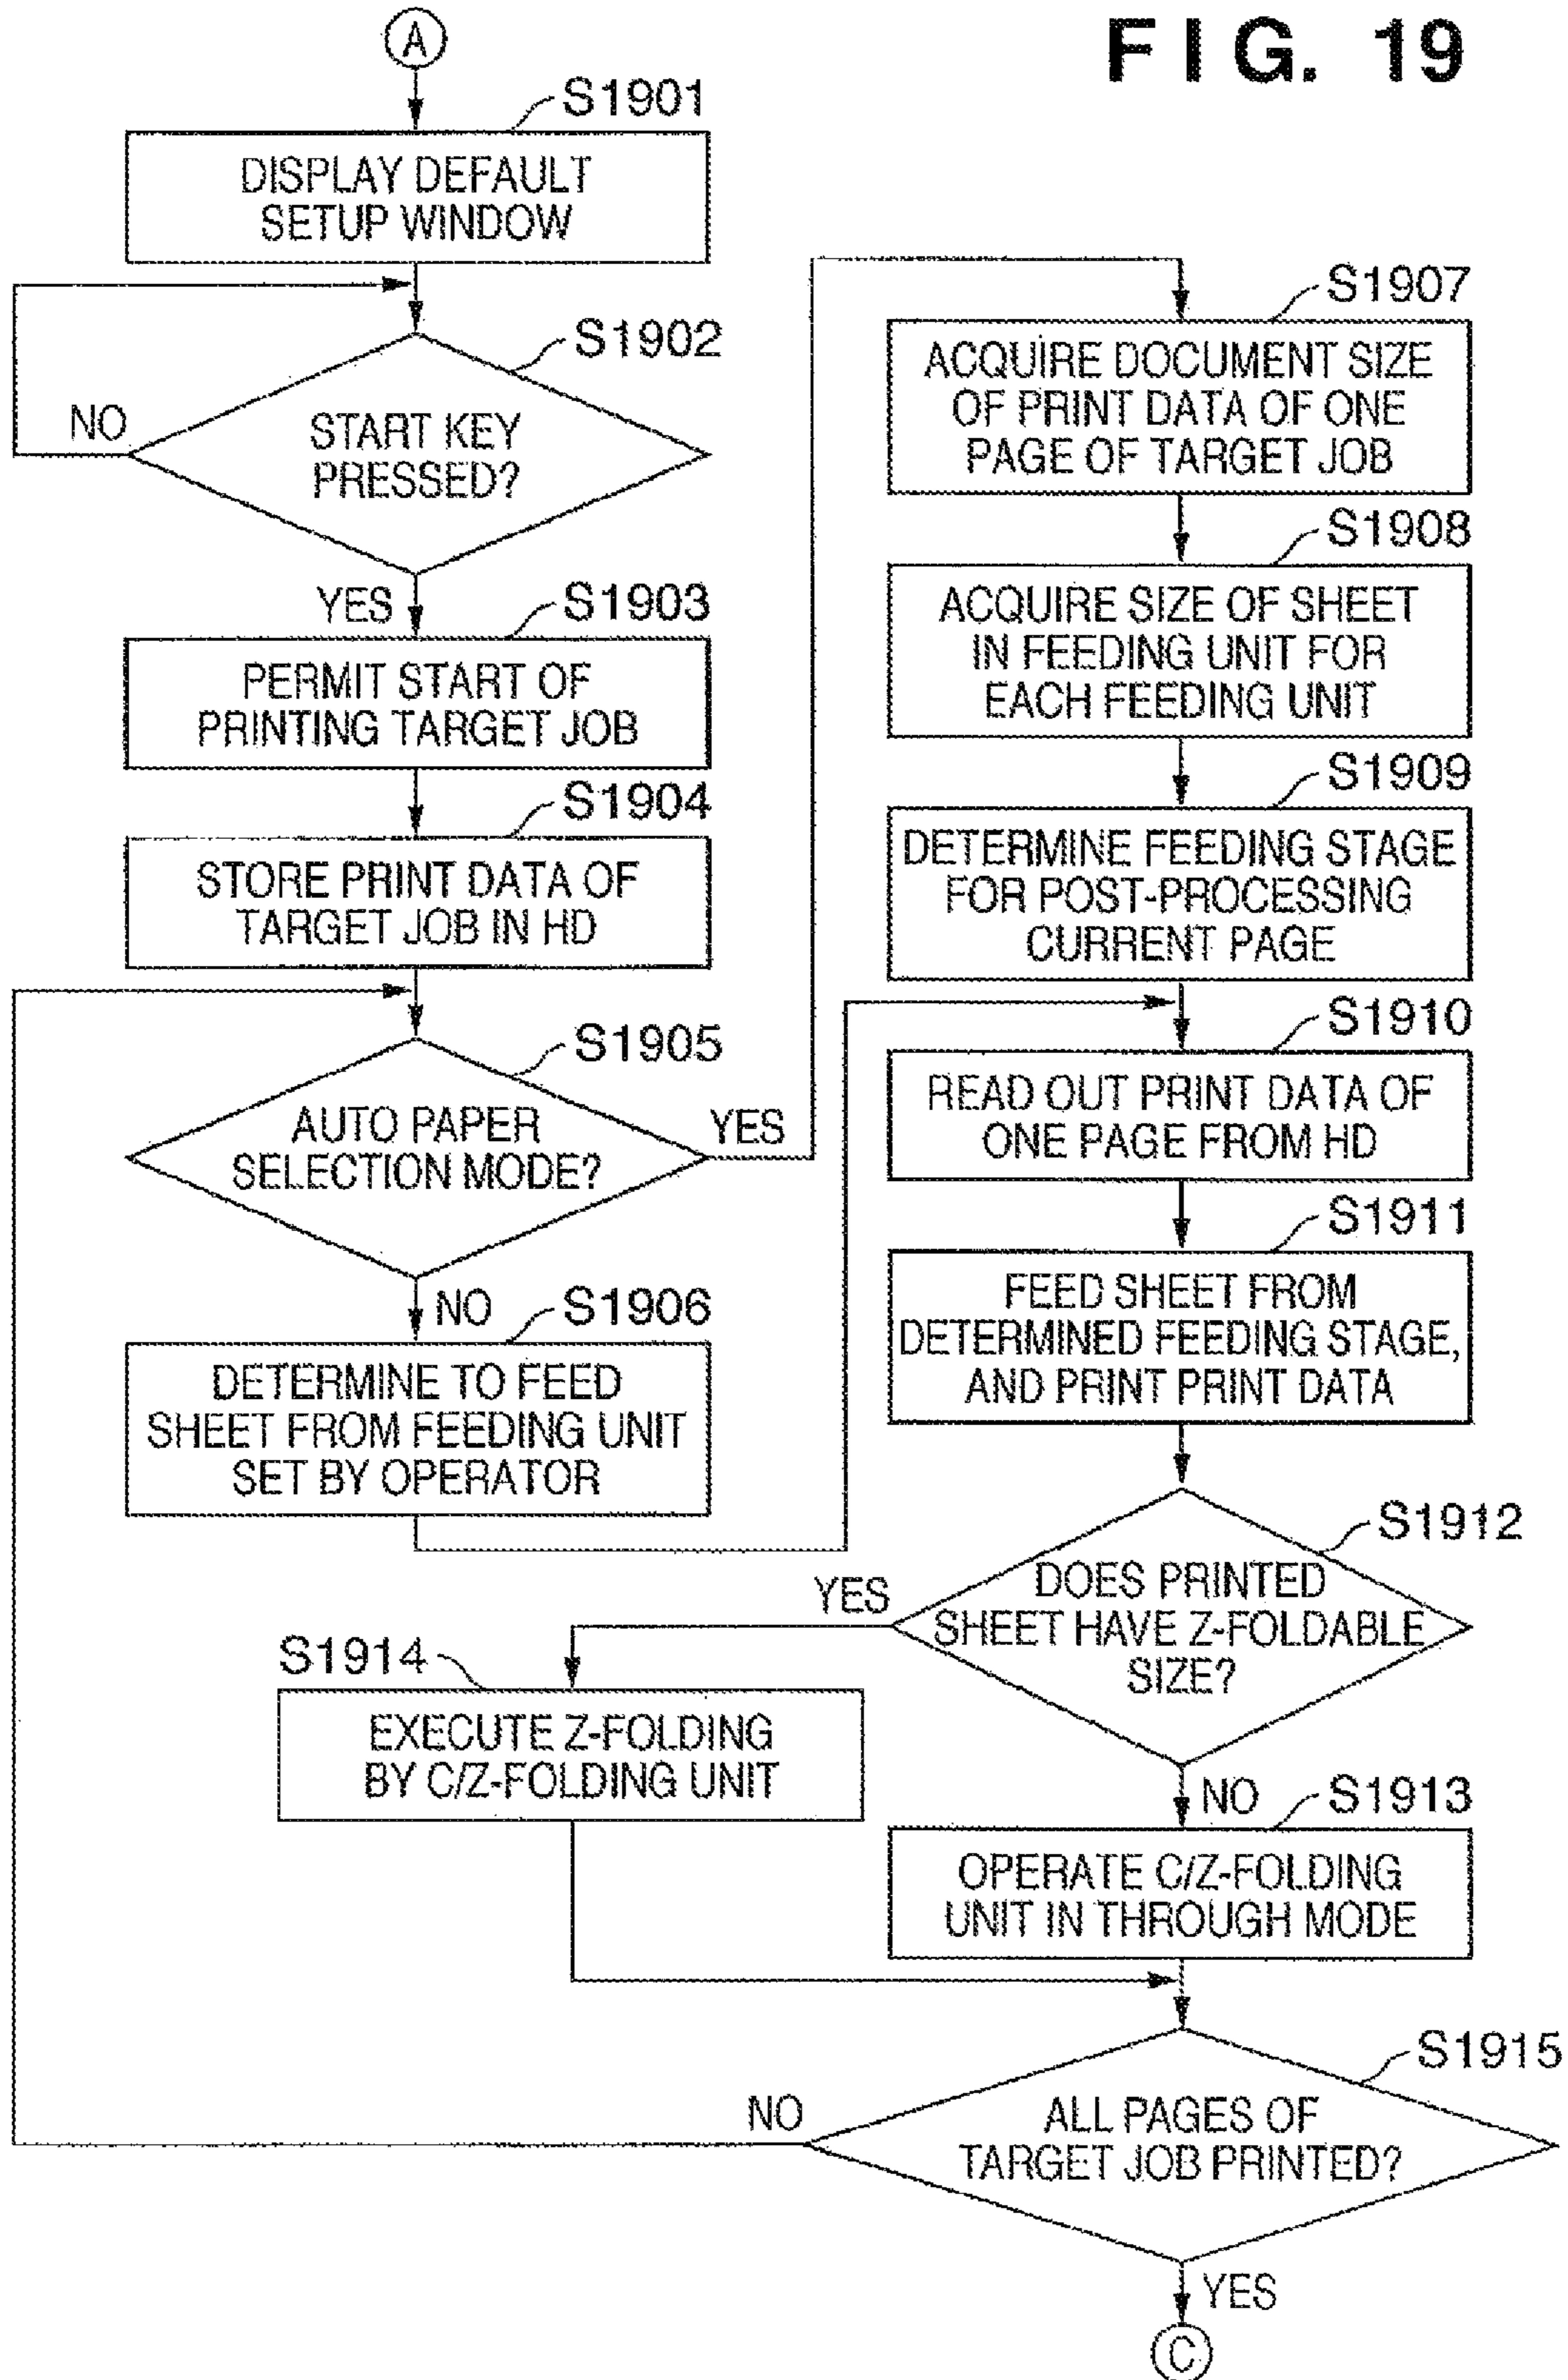 FIG. 19
A
S1901
DISPLAY DEFAULT
SETUP WINDOW
S1902
START KEY
PRESSED?
NO
YES
S1903
PERMIT START OF
PRINTING TARGET JOB
S1904
STORE PRINT DATA OF
TARGET JOB IN HD
S1905
AUTO PAPER
SELECTION MODE?
YES
NO
S1906
DETERMINE TO FEED
SHEET FROM FEEDING UNIT
SET BY OPERATOR
S1907
ACQUIRE DOCUMENT SIZE
OF PRINT DATA OF ONE
PAGE OF TARGET JOB
S1908
ACQUIRE SIZE OF SHEET
IN FEEDING UNIT FOR
EACH FEEDING UNIT
S1909
DETERMINE FEEDING STAGE
FOR POST-PROCESSING
CURRENT PAGE
S1910
READ OUT PRINT DATA OF
ONE PAGE FROM HD
S1911
FEED SHEET FROM
DETERMINED FEEDING STAGE,
AND PRINT PRINT DATA
S1912
DOES PRINTED
SHEET HAVE Z-FOLDABLE
SIZE?
YES
NO
S1914
EXECUTE Z-FOLDING
BY C/Z-FOLDING UNIT
S1913
OPERATE C/Z-FOLDING
UNIT IN THROUGH MODE
S1915
ALL PAGES OF
TARGET JOB PRINTED?
NO
YES
C